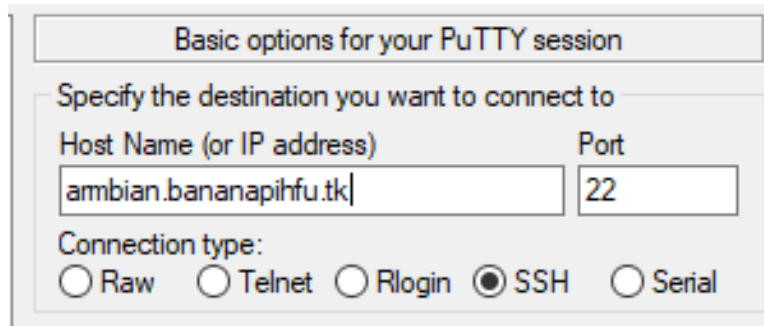 Basic options for your PuTTY session
Specify the destination you want to connect to
Host Name (or IP address) Port
armbian.bananapihfu.tk 22
Connection type:
Raw Telnet Rlogin SSH Serial